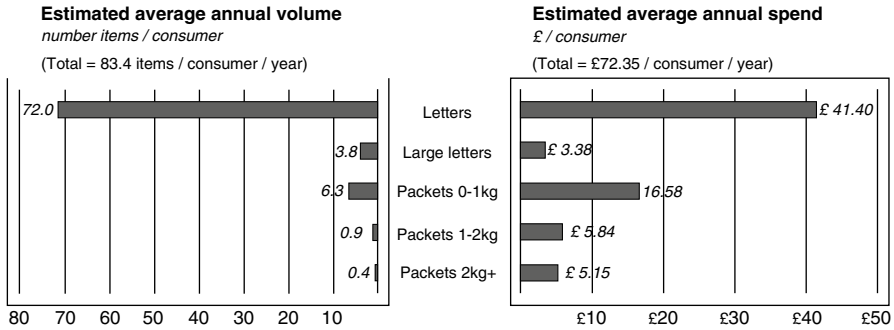 Estimated average annual volume
number items / consumer
(Total = 83.4 items / consumer / year)
Estimated average annual spend
£ / consumer
(Total = £72.35 / consumer / year)
72.0 Letters £ 41.40
3.8 Large letters £ 3.38
6.3 Packets 0-1kg 16.58
0.9 Packets 1-2kg £ 5.84
0.4 Packets 2kg+ £ 5.15
80 70 60 50 40 30 20 10 £10 £20 £30 £40 £50